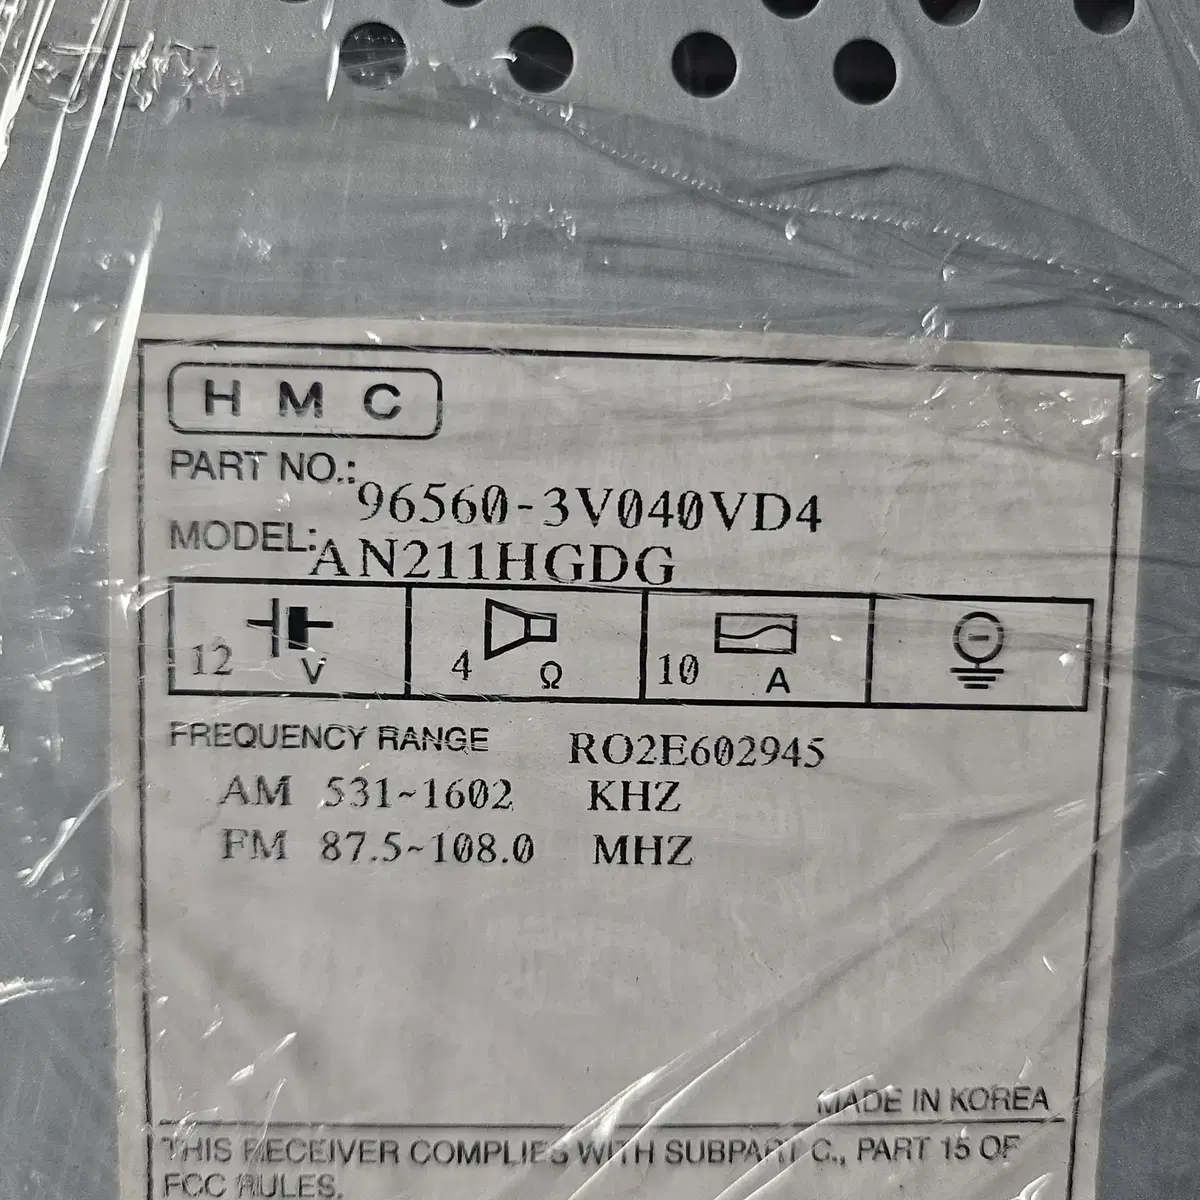 HMC
PART NO.: 96560-3V040VD4
MODEL: AN211HGDG
12 V 4 Ω 10 A
FREQUENCY RANGE RO2E602945
AM 531~1602 KHZ
FM 87.5~108.0 MHZ
MADE IN KOREA
THIS RECEIVER COMPLIES WITH SUBPART C., PART 15 OF
FCC RULES.